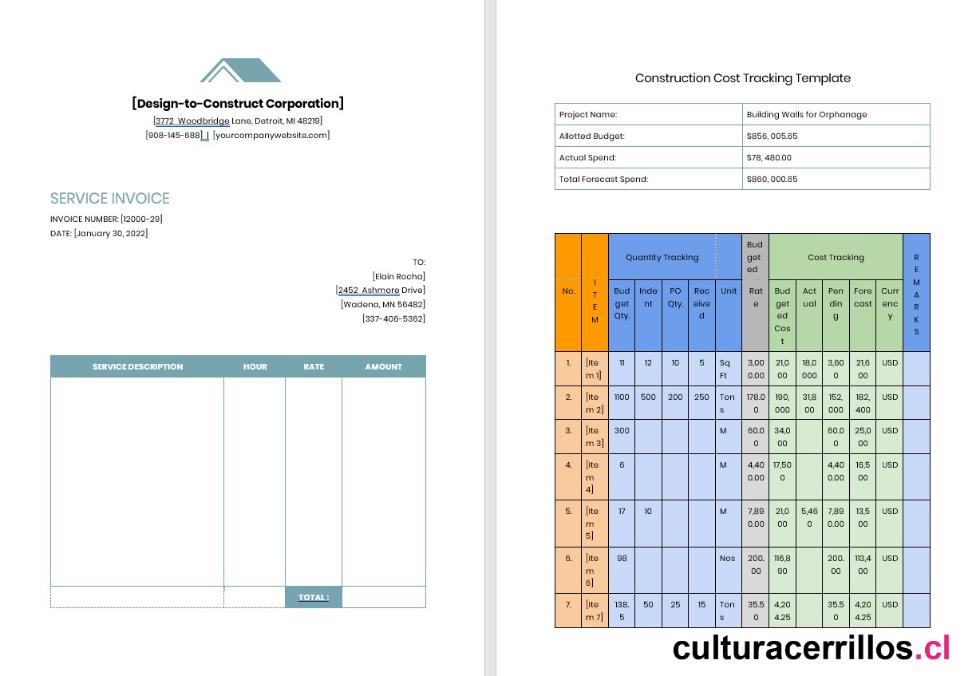 [Design-to-Construct Corporation]
[3772 Woodbridge Lane, Detroit, MI 48219]
[908-145-688] | [yourcompanywebsite.com]
SERVICE INVOICE
INVOICE NUMBER: [12000-29]
DATE: [January 30, 2022]
TO:
[Elain Rocha]
[2452 Ashmore Drive]
[Wadena, MN 56482]
[337-406-5362]
SERVICE DESCRIPTION HOUR RATE AMOUNT
TOTAL:
Construction Cost Tracking Template
Project Name: Building Walls for Orphanage
Allotted Budget: $856, 005.65
Actual Spend: $78, 480.00
Total Forecast Spend: $860, 000.65
No. ITEM Quantity Tracking Budgeted Rate Cost Tracking REMARKS
Budget Qty. Indent PO Qty. Received Unit Budgeted Cost Actual Pending Forecast Currency
1. [Item 1] 11 12 10 5 Sq Ft 3,000.00 21,000 18,0000 3,600 21,600 USD
2. [Item 2] 1100 500 200 250 Tons 178.00 190,000 31,800 152,000 182,400 USD
3. [Item 3] 300 M 60.00 34,000 60.00 25,000 USD
4. [Item 4] 6 M 4,400.00 17,500 4,400.00 16,500 USD
5. [Item 5] 17 10 M 7,890.00 21,000 5,460 7,890.00 13,500 USD
6. [Item 6] 98 Nos 200.00 116,890 200.00 113,400 USD
7. [Item 7] 138.5 50 25 15 Tons 35.50 4,204.25 35.50 4,204.25 USD
culturacerrillos.cl